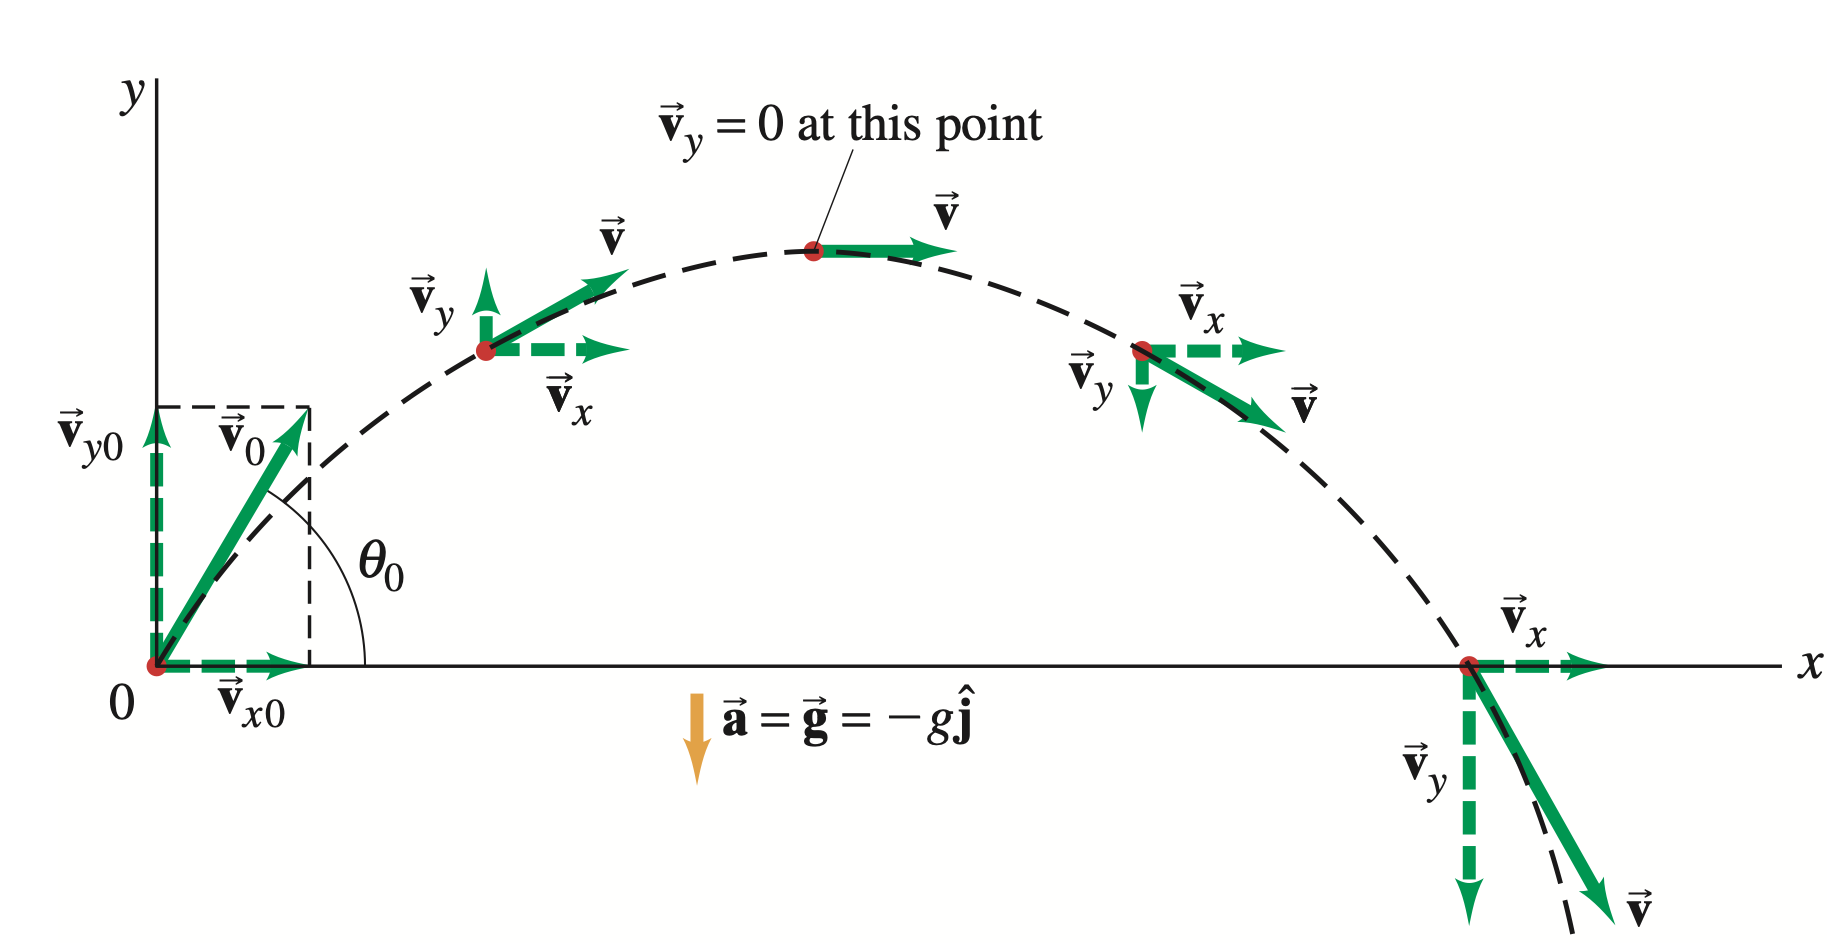 y
v⃗y = 0 at this point
v⃗
v⃗
v⃗y
v⃗x
v⃗x
v⃗y
v⃗
v⃗y0
v⃗0
θ0
v⃗x
x
0
v⃗x0
a⃗ = g⃗ = −gĵ
v⃗y
v⃗